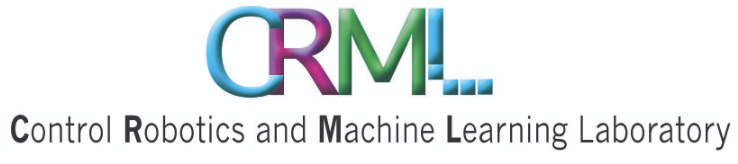 CRML
Control Robotics and Machine Learning Laboratory